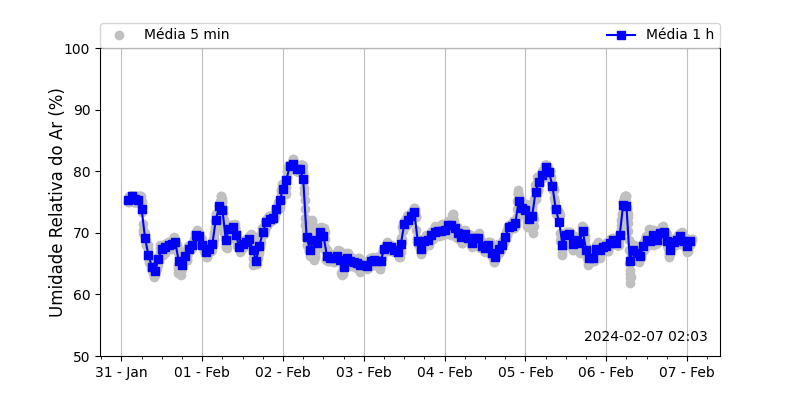 Média 5 min
Média 1 h
100
90
80
70
60
50
Umidade Relativa do Ar (%)
2024-02-07 02:03
31 - Jan
01 - Feb
02 - Feb
03 - Feb
04 - Feb
05 - Feb
06 - Feb
07 - Feb